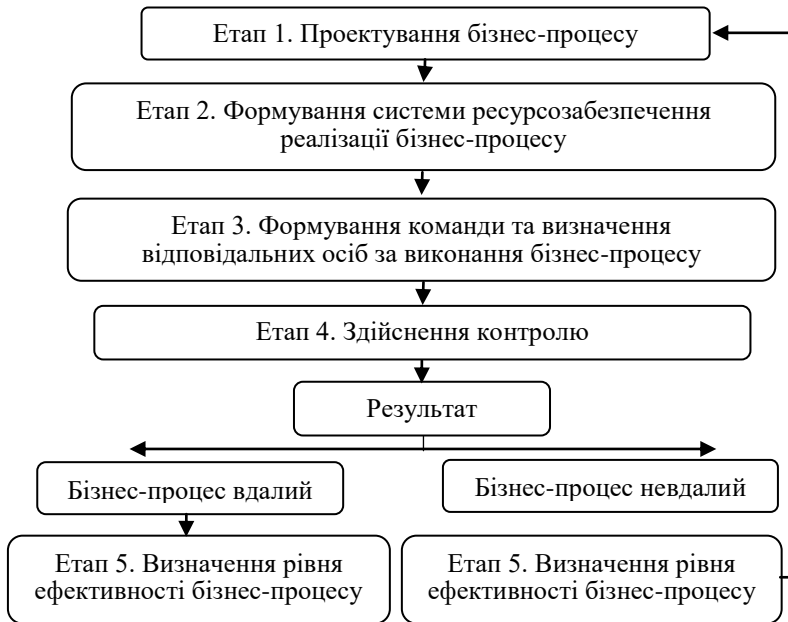 Етап 1. Проектування бізнес-процесу
Етап 2. Формування системи ресурсозабезпечення
реалізації бізнес-процесу
Етап 3. Формування команди та визначення
відповідальних осіб за виконання бізнес-процесу
Етап 4. Здійснення контролю
Результат
Бізнес-процес вдалий
Бізнес-процес невдалий
Етап 5. Визначення рівня
ефективності бізнес-процесу
Етап 5. Визначення рівня
ефективності бізнес-процесу